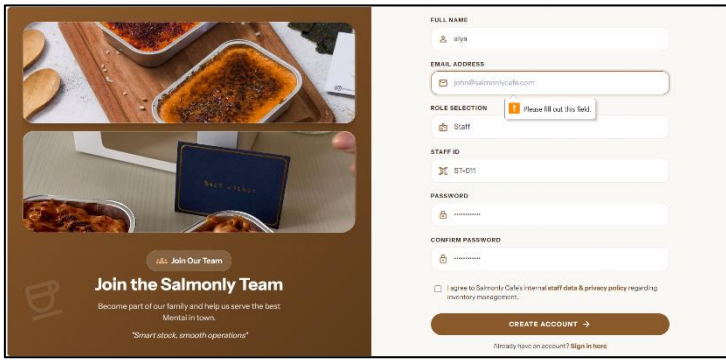 Join Our Team
Join the Salmonly Team
Become part of our family and help us serve the best
Mentai in town.
"Smart stock, smooth operations"
FULL NAME
alya
EMAIL ADDRESS
john@salmonlycafe.com
Please fill out this field.
ROLE SELECTION
Staff
STAFF ID
ST-011
PASSWORD
••••••••••••
CONFIRM PASSWORD
••••••••••••
I agree to Salmonly Café's internal staff data & privacy policy regarding
inventory management.
CREATE ACCOUNT →
Already have an account? Sign in here